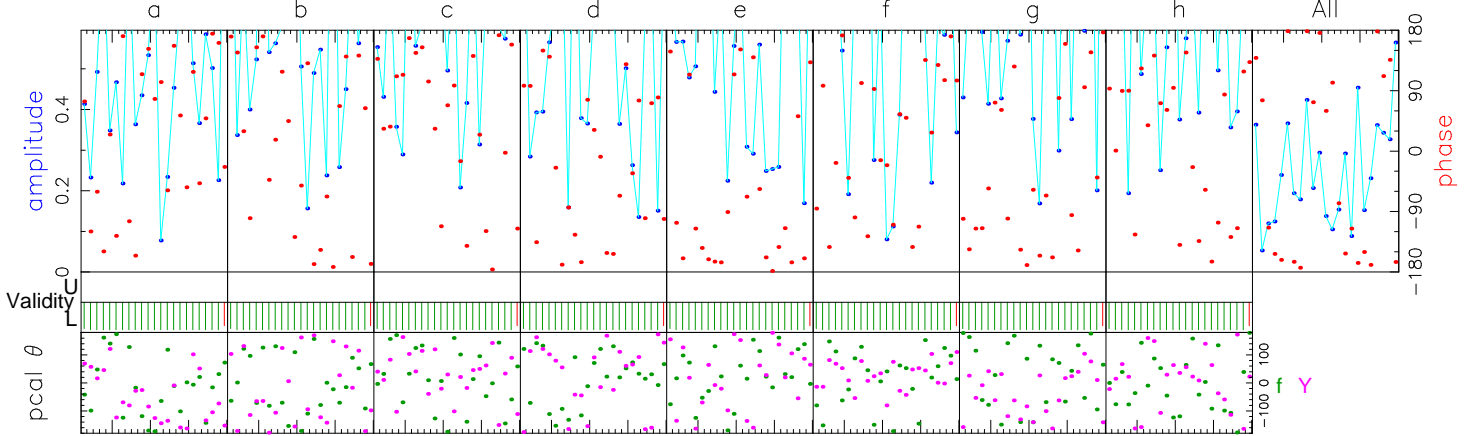 a b c d e f g h All
amplitude
0.4
0.2
0
180
90
0
−90
−180
phase
Validity
U
L
pcal θ
100
0
−100
f Y